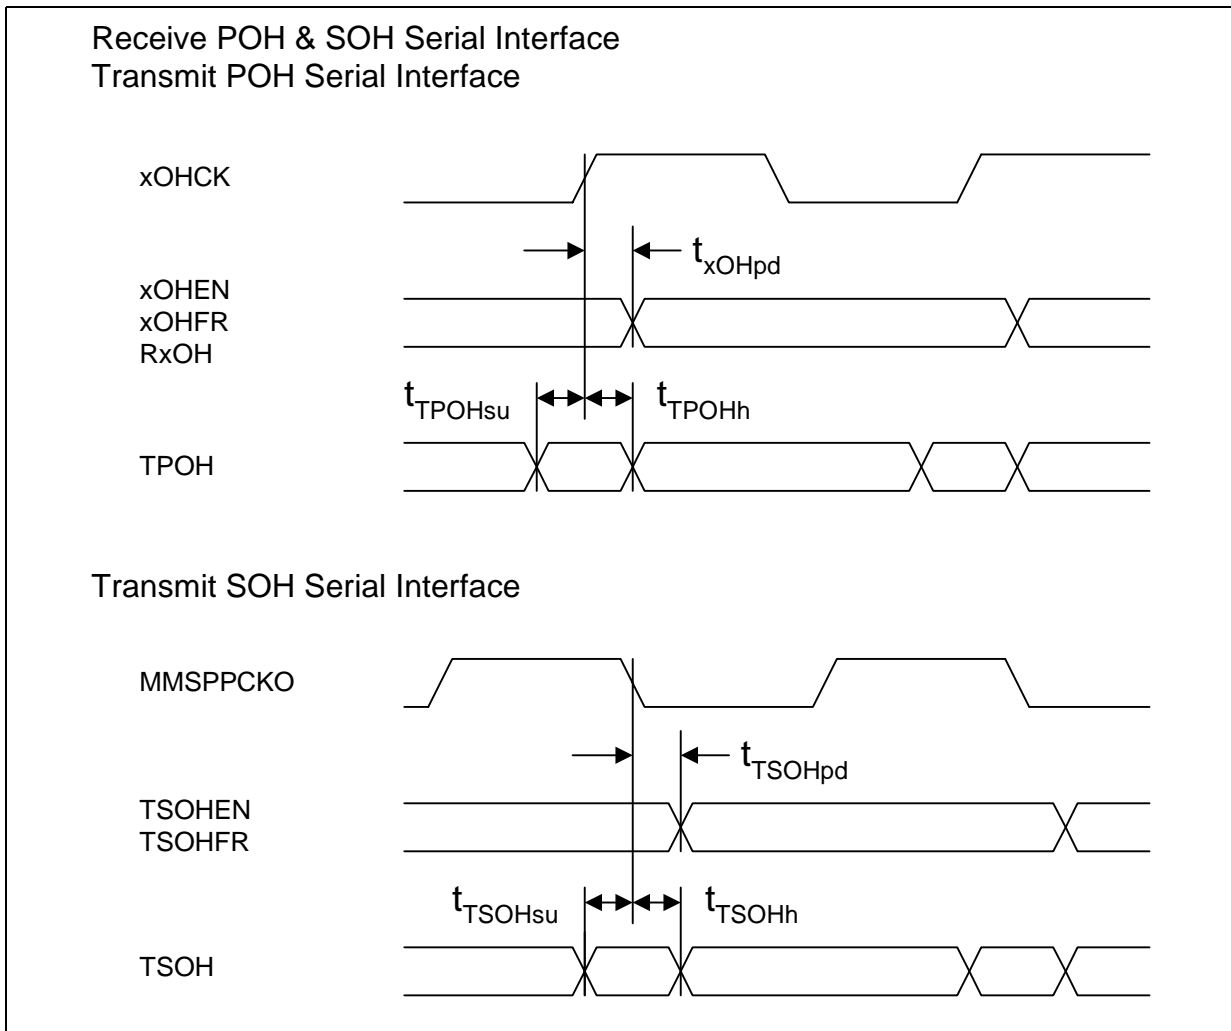 Receive POH & SOH Serial Interface
Transmit POH Serial Interface
xOHCK
txOHpd
xOHEN
xOHFR
RxOH
tTPOHsu
tTPOHh
TPOH
Transmit SOH Serial Interface
MMSPPCKO
tTSOHpd
TSOHEN
TSOHFR
tTSOHsu
tTSOHh
TSOH